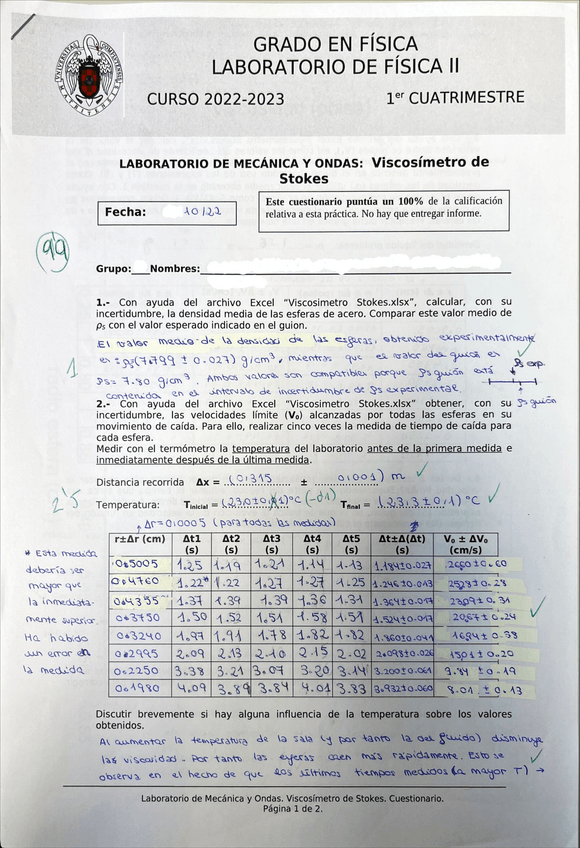 GRADO EN FÍSICA
LABORATORIO DE FÍSICA II
CURSO 2022-2023 1er CUATRIMESTRE
LABORATORIO DE MECÁNICA Y ONDAS: Viscosímetro de
Stokes
Fecha: 10/22
Este cuestionario puntúa un 100% de la calificación
relativa a esta práctica. No hay que entregar informe.
Grupo:___Nombres:
1.- Con ayuda del archivo Excel "Viscosimetro Stokes.xlsx", calcular, con su
incertidumbre, la densidad media de las esferas de acero. Comparar este valor medio de
ρs con el valor esperado indicado en el guion.
El valor medio de la densidad de las esferas, obtenido experimentalmente
es: ρs(7.799 ± 0.027) g/cm³, mientras que el valor del guión es
ρs = 7.80 g/cm³. Ambos valores son compatibles porque ρs guión está
contenida en el intervalo de incertidumbre de ρs experimental.
ρs exp.
ρs guión
1
2.- Con ayuda del archivo Excel "Viscosimetro Stokes.xlsx" obtener, con su
incertidumbre, las velocidades límite (V₀) alcanzadas por todas las esferas en su
movimiento de caída. Para ello, realizar cinco veces la medida de tiempo de caída para
cada esfera.
Medir con el termómetro la temperatura del laboratorio antes de la primera medida e
inmediatamente después de la última medida.
Distancia recorrida Δx = (0,315 ± 0,001) m
Temperatura: Tinicial = (23,0±0,1)°C (-0'1) Tfinal = (23,3±0,1)°C
2'5
Δr=0,0005 (para todas las medidas)
r±Δr (cm) Δt1 (s) Δt2 (s) Δt3 (s) Δt4 (s) Δt5 (s) Δt±Δ(Δt) (s) V₀ ± ΔV₀ (cm/s)
0.5005 1.25 1.19 1.21 1.14 1.13 1.184±0.027 26.60±0.60
0.4760 1.22* 1.22 1.27 1.27 1.25 1.246±0.013 25.28±0.28
0.4355 1.37 1.39 1.39 1.36 1.31 1.364±0.017 23.09±0.31
0.3750 1.50 1.52 1.51 1.58 1.51 1.524±0.017 20.67±0.24
0.3240 1.97 1.91 1.78 1.82 1.82 1.860±0.041 16.94±0.38
0.2995 2.09 2.13 2.10 2.15 2.02 2.098±0.026 15.01±0.20
0.2250 3.38 3.21 3.07 3.20 3.14 3.200±0.061 9.84±0.19
0.1980 4.09 3.89 3.84 4.01 3.83 3.932±0.060 8.01 ± 0.13
* Esta medida
debería ser
mayor que
la inmediata-
mente superior.
Ha habido
un error en
la medida
Discutir brevemente si hay alguna influencia de la temperatura sobre los valores
obtenidos.
Al aumentar la temperatura de la sala (y por tanto la del fluido) disminuye
la viscosidad. Por tanto las esferas caen más rápidamente. Esto se
observa en el hecho de que los últimos tiempos medidos (a mayor T) →
Laboratorio de Mecánica y Ondas. Viscosímetro de Stokes. Cuestionario.
Página 1 de 2.